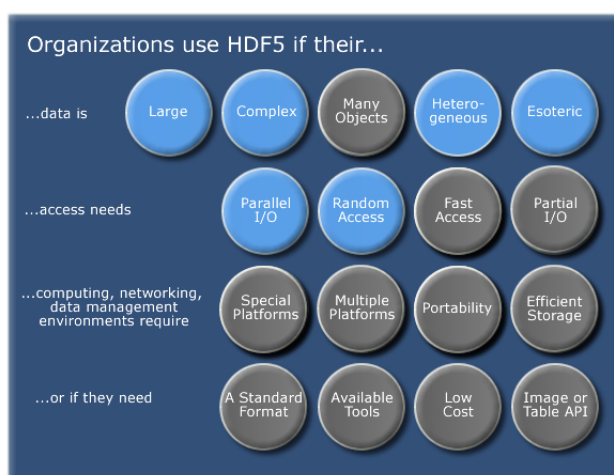 Organizations use HDF5 if their...
...data is
Large
Complex
Many
Objects
Hetero-
geneous
Esoteric
...access needs
Parallel
I/O
Random
Access
Fast
Access
Partial
I/O
...computing, networking,
data management
environments require
Special
Platforms
Multiple
Platforms
Portability
Efficient
Storage
...or if they need
A Standard
Format
Available
Tools
Low
Cost
Image or
Table API